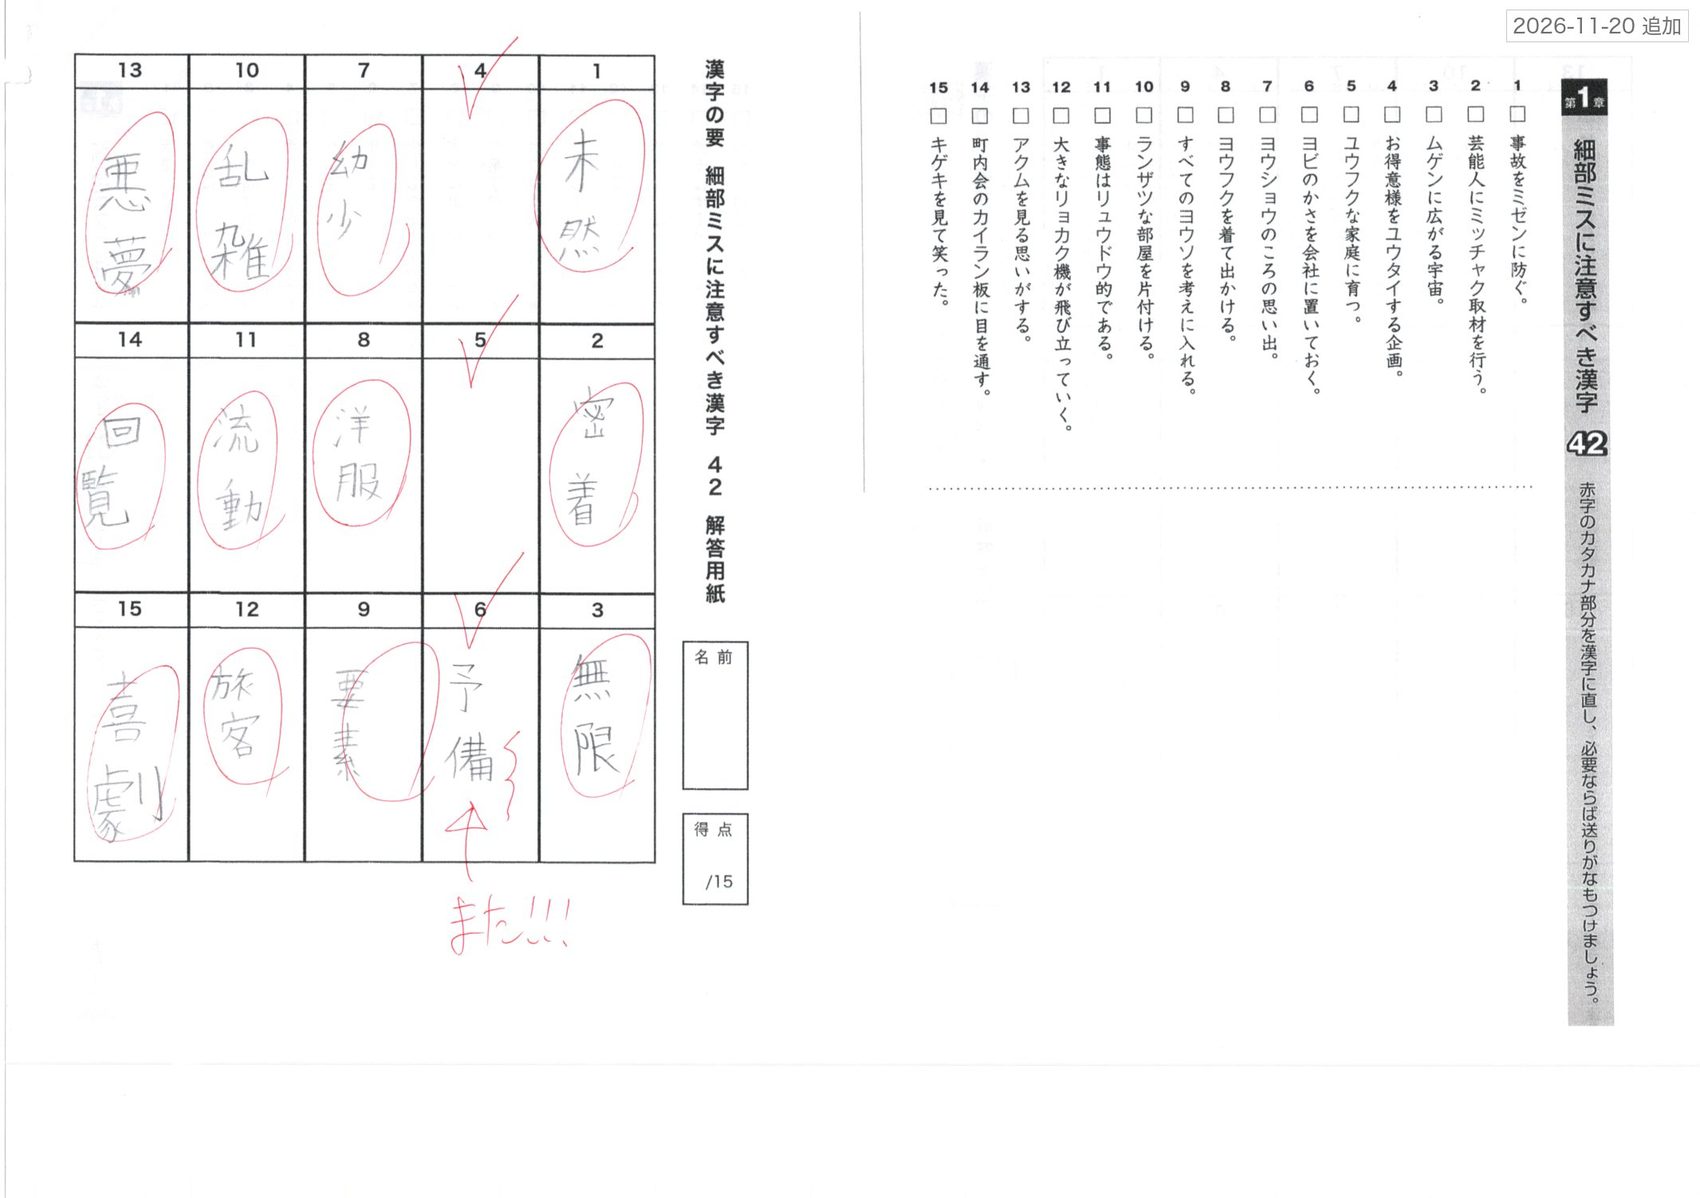 2026-11-20 追加
第1章 細部ミスに注意すべき漢字 42 赤字のカタカナ部分を漢字に直し、必要ならば送りがなもつけましょう。
1 □ 事故をミゼンに防ぐ。
2 □ 芸能人にミッチャク取材を行う。
3 □ ムゲンに広がる宇宙。
4 □ お得意様をユウタイする企画。
5 □ ユウフクな家庭に育つ。
6 □ ヨビのかさを会社に置いておく。
7 □ ヨウショウのころの思い出。
8 □ ヨウフクを着て出かける。
9 □ すべてのヨウソを考えに入れる。
10 □ ランザツな部屋を片付ける。
11 □ 事態はリュウドウ的である。
12 □ 大きなリョカク機が飛び立っていく。
13 □ アクムを見る思いがする。
14 □ 町内会のカイラン板に目を通す。
15 □ キゲキを見て笑った。
漢字の要 細部ミスに注意すべき漢字 42 解答用紙
名前
得点
/15
1
未然
2
密着
3
無限
4
5
6
予備
また!!!
7
幼少
8
洋服
9
要素
10
乱雑
11
流動
12
旅客
13
悪夢
14
回覧
15
喜劇